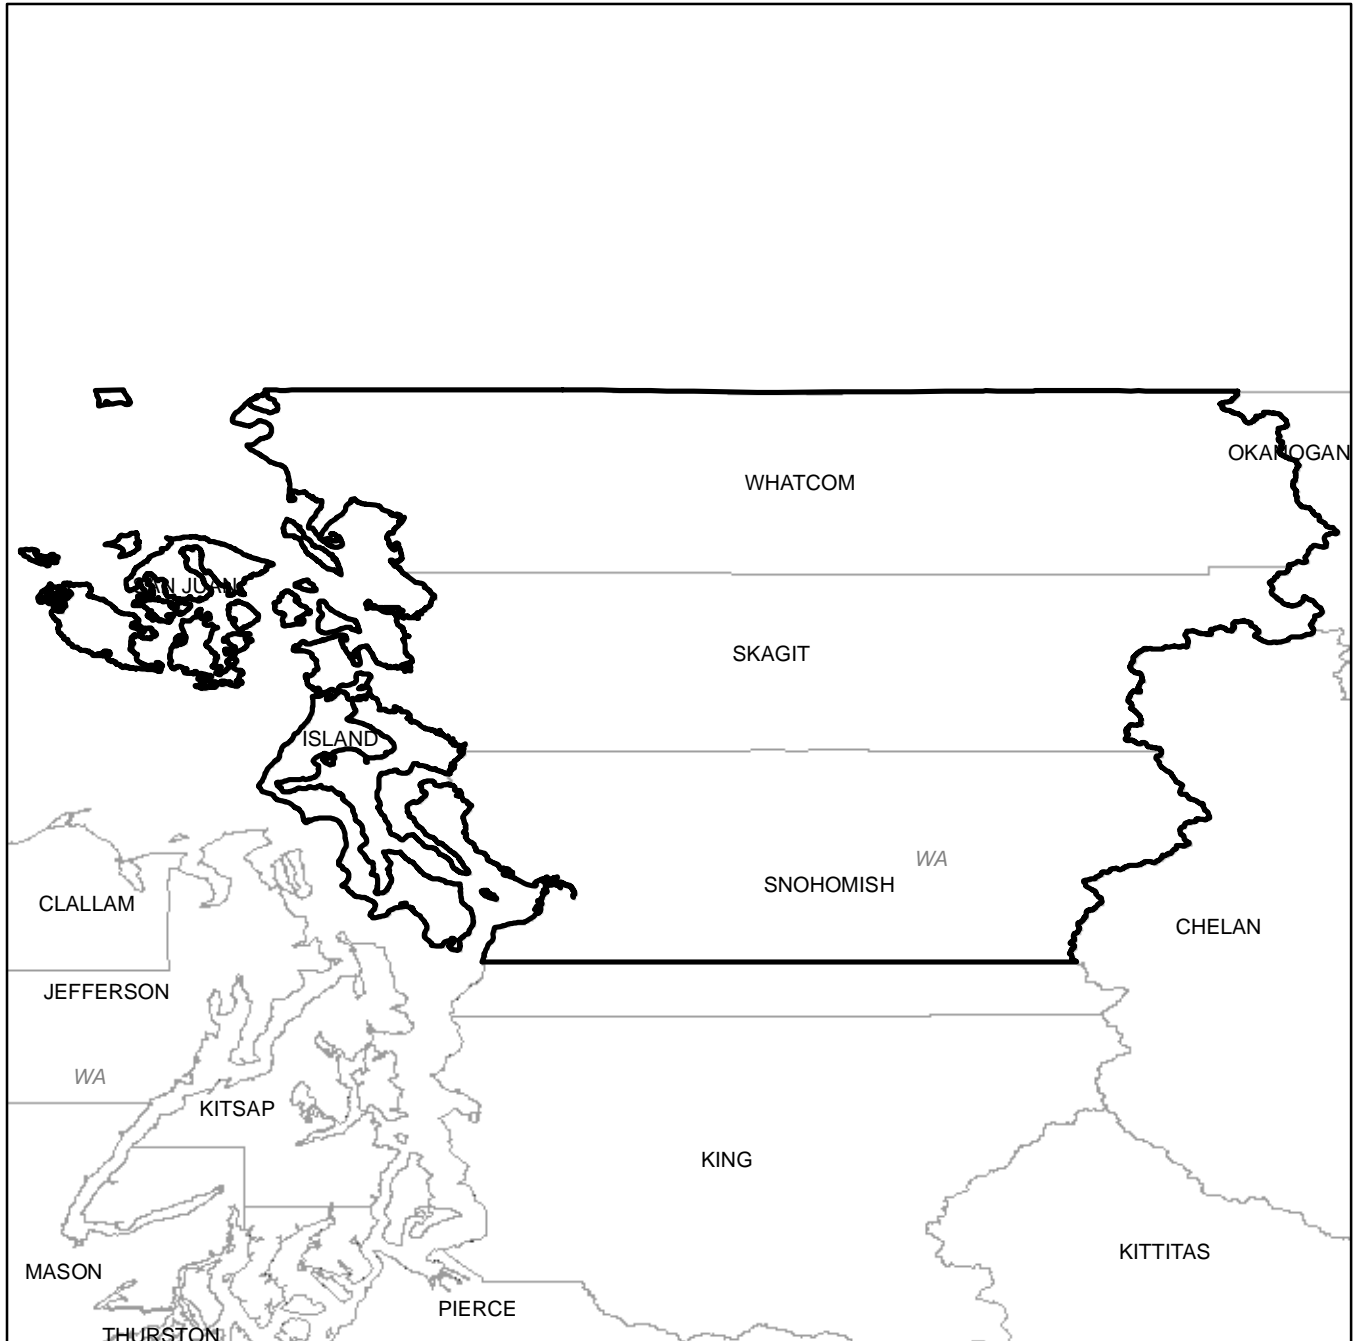 OKANOGAN
WHATCOM
SAN JUAN
SKAGIT
ISLAND
WA
SNOHOMISH
CLALLAM
CHELAN
JEFFERSON
WA
KITSAP
KING
KITTITAS
MASON
PIERCE
THURSTON